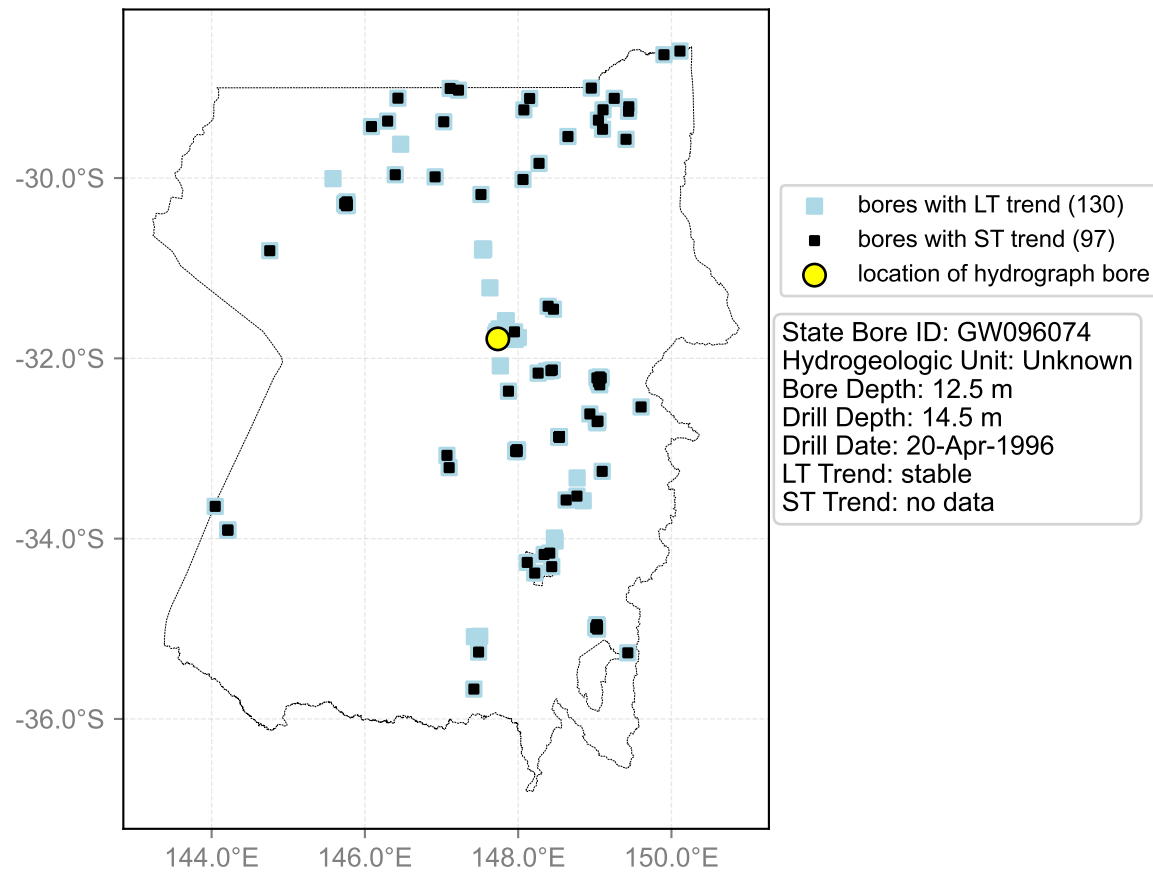 -30.0°S
-32.0°S
-34.0°S
-36.0°S
144.0°E
146.0°E
148.0°E
150.0°E
bores with LT trend (130)
bores with ST trend (97)
location of hydrograph bore
State Bore ID: GW096074
Hydrogeologic Unit: Unknown
Bore Depth: 12.5 m
Drill Depth: 14.5 m
Drill Date: 20-Apr-1996
LT Trend: stable
ST Trend: no data